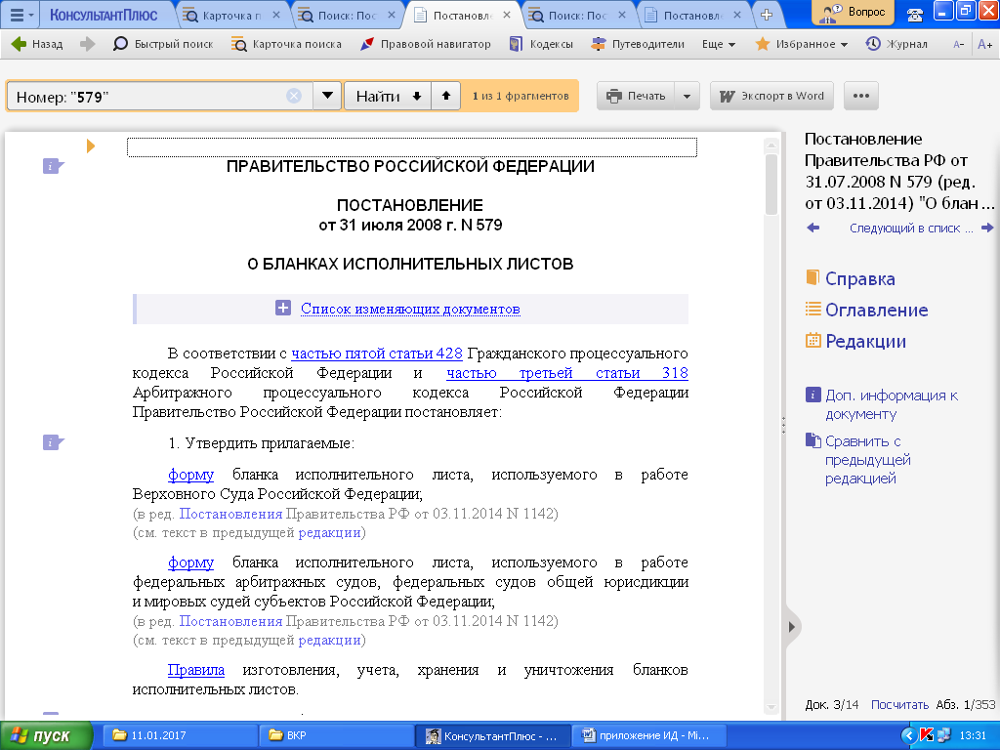 КонсультантПлюс
Карточка п
Поиск: Пос
Постановл
Поиск: Пос
Постановл
Вопрос
Назад
Быстрый поиск
Карточка поиска
Правовой навигатор
Кодексы
Путеводители
Еще
Избранное
Журнал
А-
А+
Номер: "579"
Найти
1 из 1 фрагментов
Печать
Экспорт в Word
ПРАВИТЕЛЬСТВО РОССИЙСКОЙ ФЕДЕРАЦИИ
ПОСТАНОВЛЕНИЕ
от 31 июля 2008 г. N 579
О БЛАНКАХ ИСПОЛНИТЕЛЬНЫХ ЛИСТОВ
Список изменяющих документов
В соответствии с частью пятой статьи 428 Гражданского процессуального
кодекса Российской Федерации и частью третьей статьи 318
Арбитражного процессуального кодекса Российской Федерации
Правительство Российской Федерации постановляет:
1. Утвердить прилагаемые:
форму бланка исполнительного листа, используемого в работе
Верховного Суда Российской Федерации;
(в ред. Постановления Правительства РФ от 03.11.2014 N 1142)
(см. текст в предыдущей редакции)
форму бланка исполнительного листа, используемого в работе
федеральных арбитражных судов, федеральных судов общей юрисдикции
и мировых судей субъектов Российской Федерации;
(в ред. Постановления Правительства РФ от 03.11.2014 N 1142)
(см. текст в предыдущей редакции)
Правила изготовления, учета, хранения и уничтожения бланков
исполнительных листов.
Постановление
Правительства РФ от
31.07.2008 N 579 (ред.
от 03.11.2014) "О блан ...
Следующий в списк ...
Справка
Оглавление
Редакции
Доп. информация к
документу
Сравнить с
предыдущей
редакцией
Док. 3/14 Посчитать Абз. 1/353
пуск
11.01.2017
ВКР
КонсультантПлюс - ...
приложение ИД - Mi...
13:31